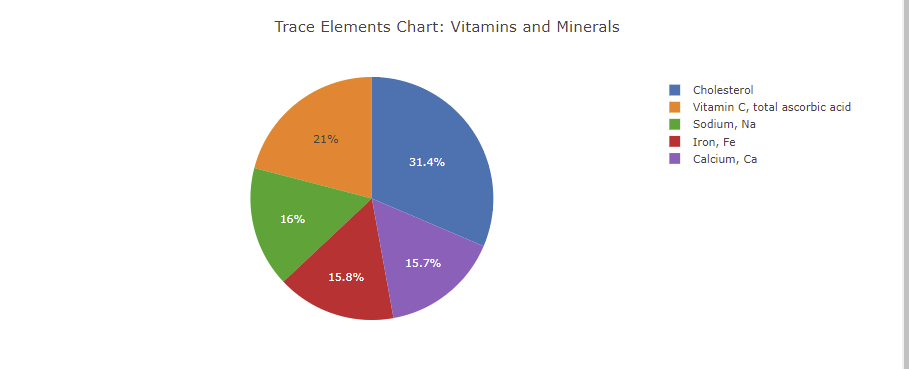 Trace Elements Chart: Vitamins and Minerals
Cholesterol
Vitamin C, total ascorbic acid
Sodium, Na
Iron, Fe
Calcium, Ca
21%
31.4%
16%
15.7%
15.8%